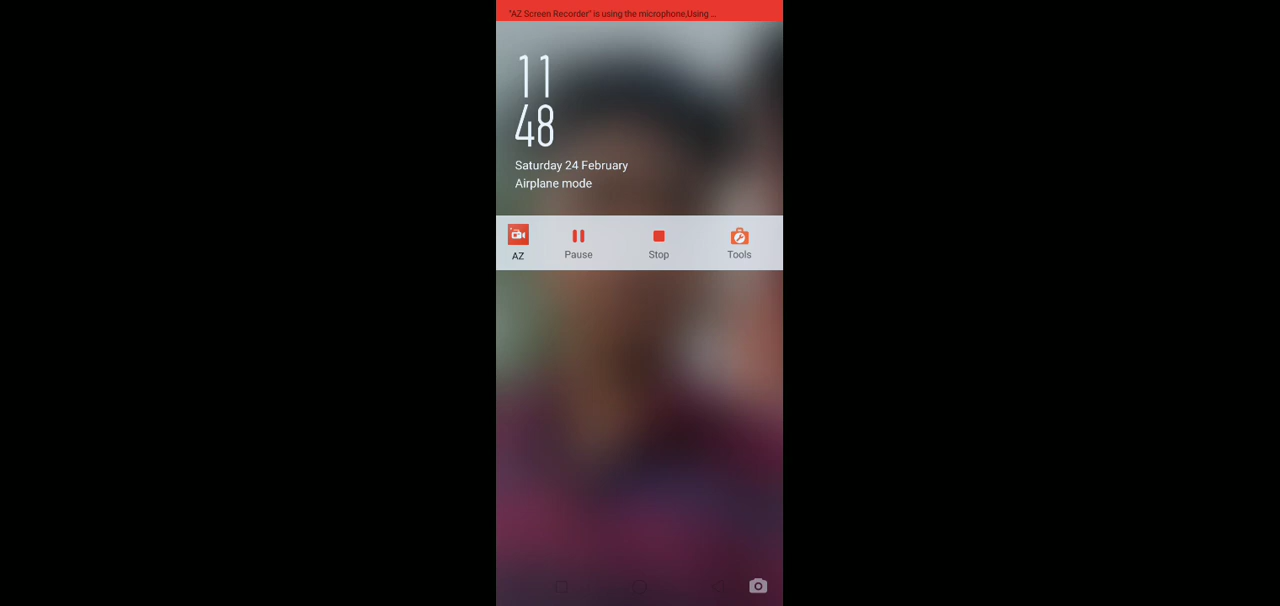 "AZ Screen Recorder" is using the microphone,Using ...
11
48
Saturday 24 February
Airplane mode
AZ Pause Stop Tools